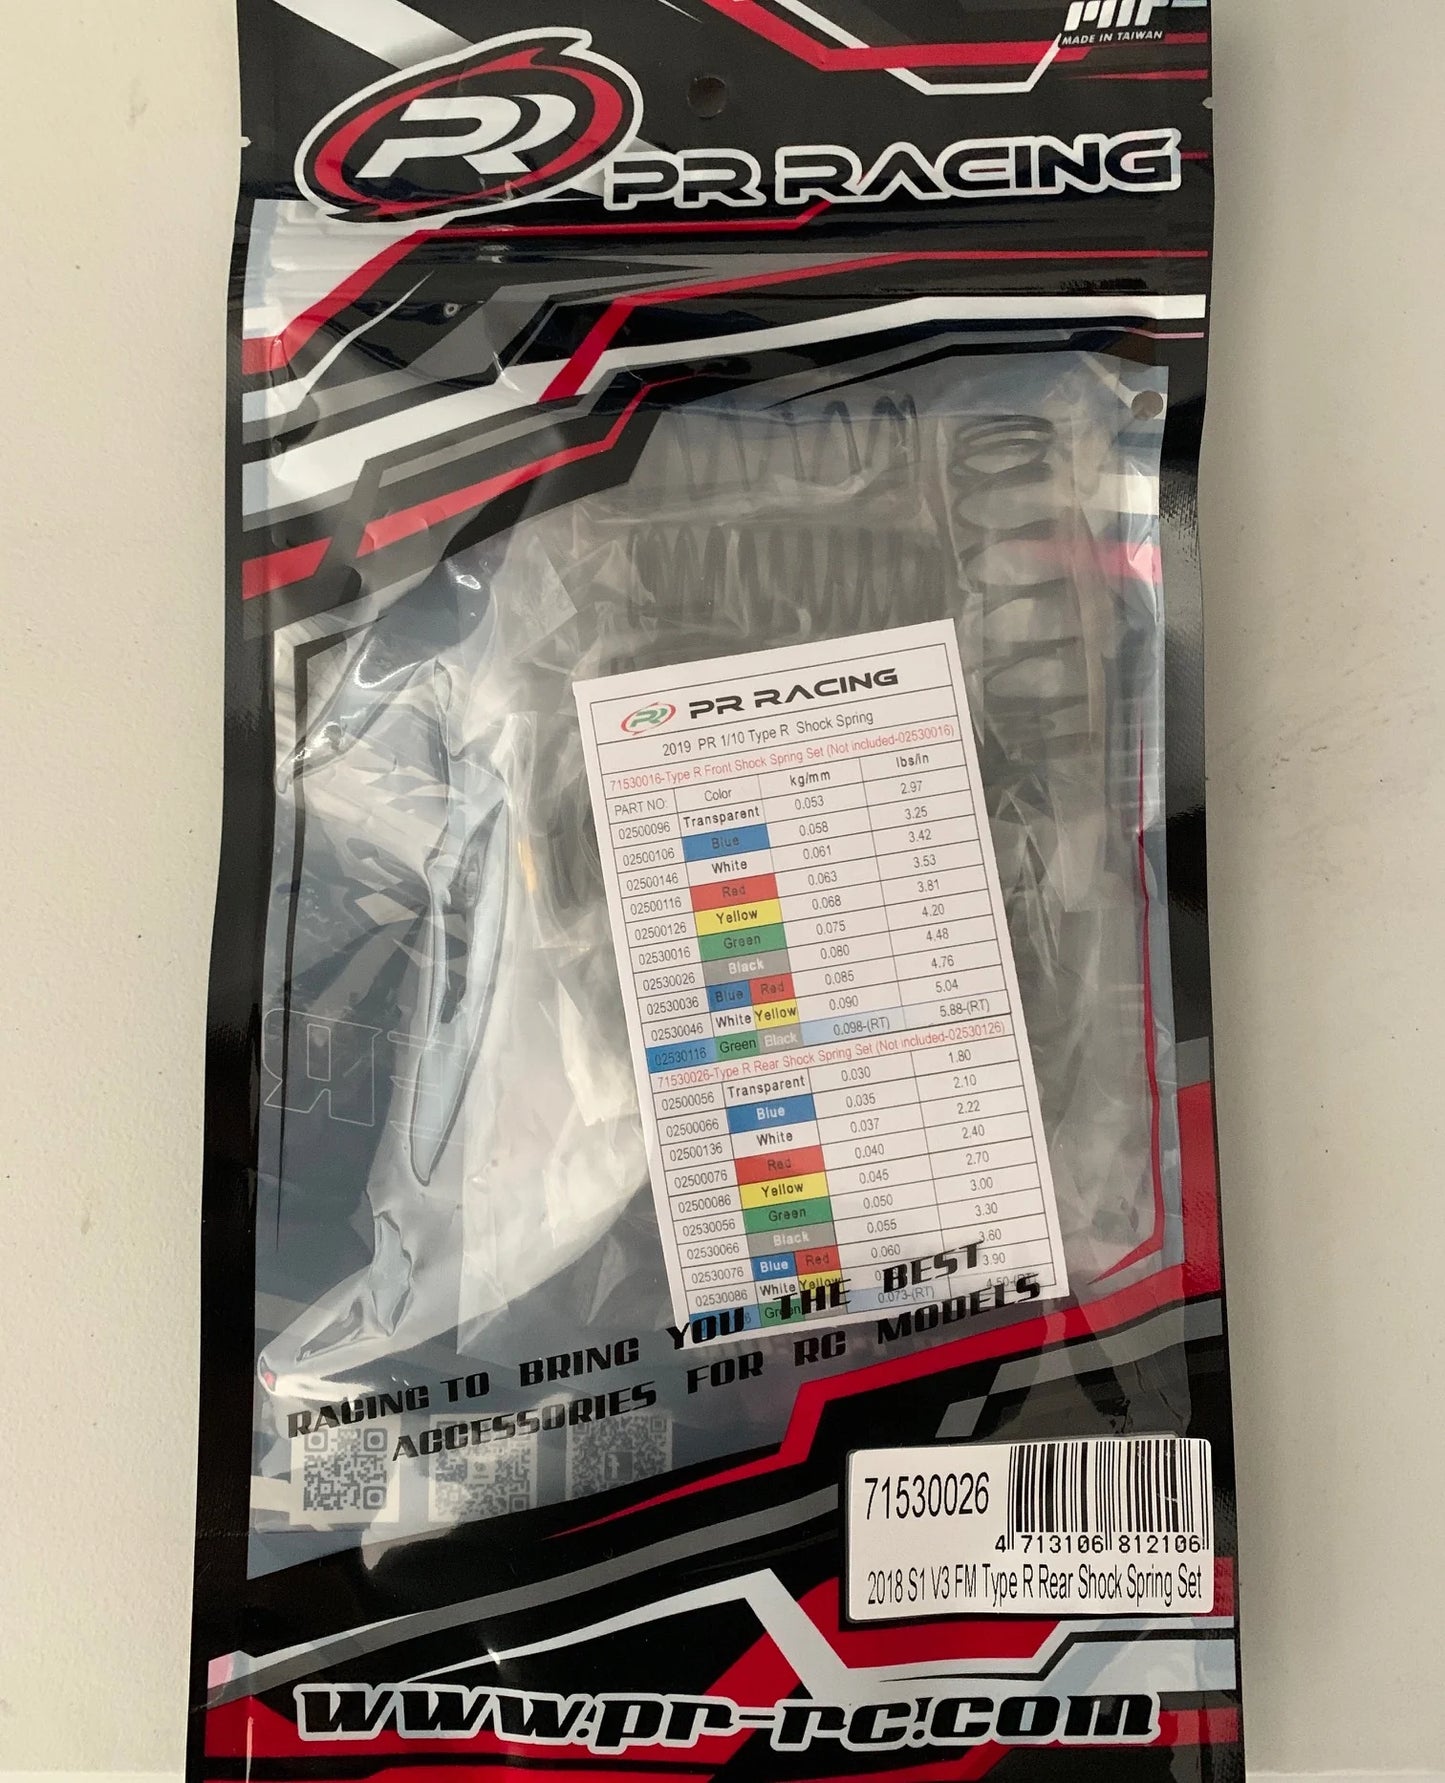 MADE IN TAIWAN
PR RACING
PR RACING
2019 PR 1/10 Type R Shock Spring
71530016-Type R Front Shock Spring Set (Not included-02530016)
PART NO: Color kg/mm lbs/in
02500096 Transparent 0.053 2.97
02500106 Blue 0.058 3.25
02500146 White 0.061 3.42
02500116 Red 0.063 3.53
02500126 Yellow 0.068 3.81
02530016 Green 0.075 4.20
02530026 Black 0.080 4.48
02530036 Blue Red 0.085 4.76
02530046 White Yellow 0.090 5.04
02530116 Green Black 0.098-(RT) 5.88-(RT)
71530026-Type R Rear Shock Spring Set (Not included-02530126)
02500056 Transparent 0.030 1.80
02500066 Blue 0.035 2.10
02500136 White 0.037 2.22
02500076 Red 0.040 2.40
02500086 Yellow 0.045 2.70
02530056 Green 0.050 3.00
02530066 Black 0.055 3.30
02530076 Blue Red 0.060 3.60
02530086 White Yellow 3.90
Green 0.073-(RT) 4.50-(RT)
RACING TO BRING YOU THE BEST
ACCESSORIES FOR RC MODELS
71530026
4 713106 812106
2018 S1 V3 FM Type R Rear Shock Spring Set
www.pr-rc.com